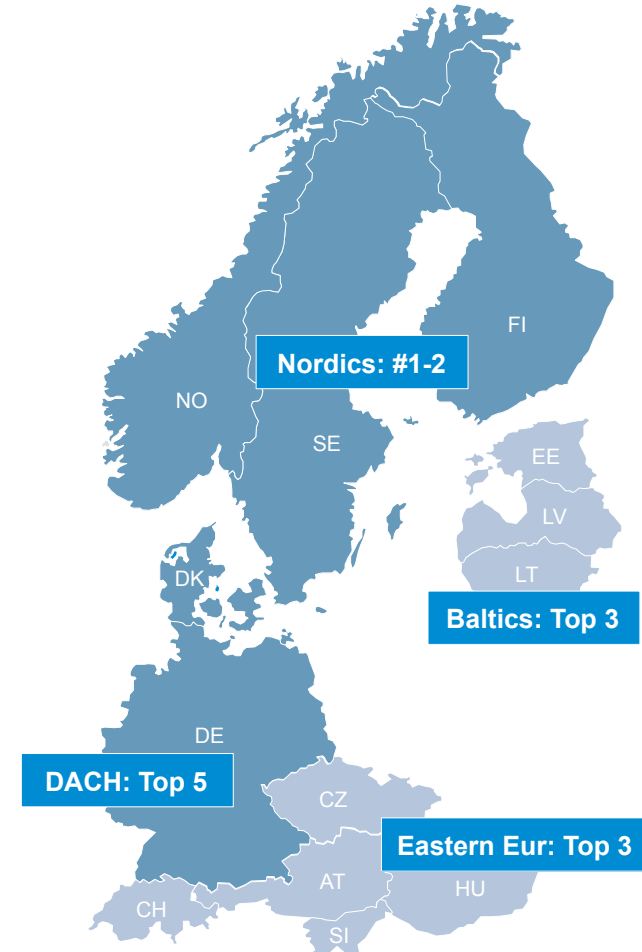 FI
Nordics: #1-2
NO
SE
EE
LV
DK
LT
Baltics: Top 3
DE
DACH: Top 5
CZ
Eastern Eur: Top 3
AT
HU
CH
SI